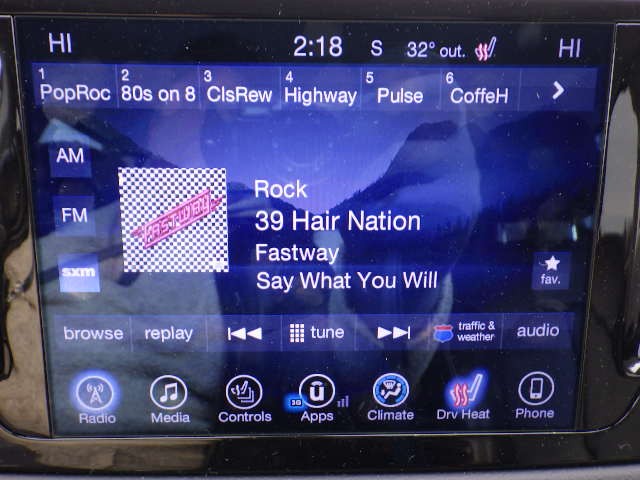 HI 2:18 S 32° out. HI
1 PopRoc 2 80s on 8 3 ClsRew 4 Highway 5 Pulse 6 CoffeH
AM
FM
sxm
FASTWAY
Rock
39 Hair Nation
Fastway
Say What You Will
fav.
browse replay tune traffic & weather audio
Radio Media Controls 3G Apps Climate Drv Heat Phone